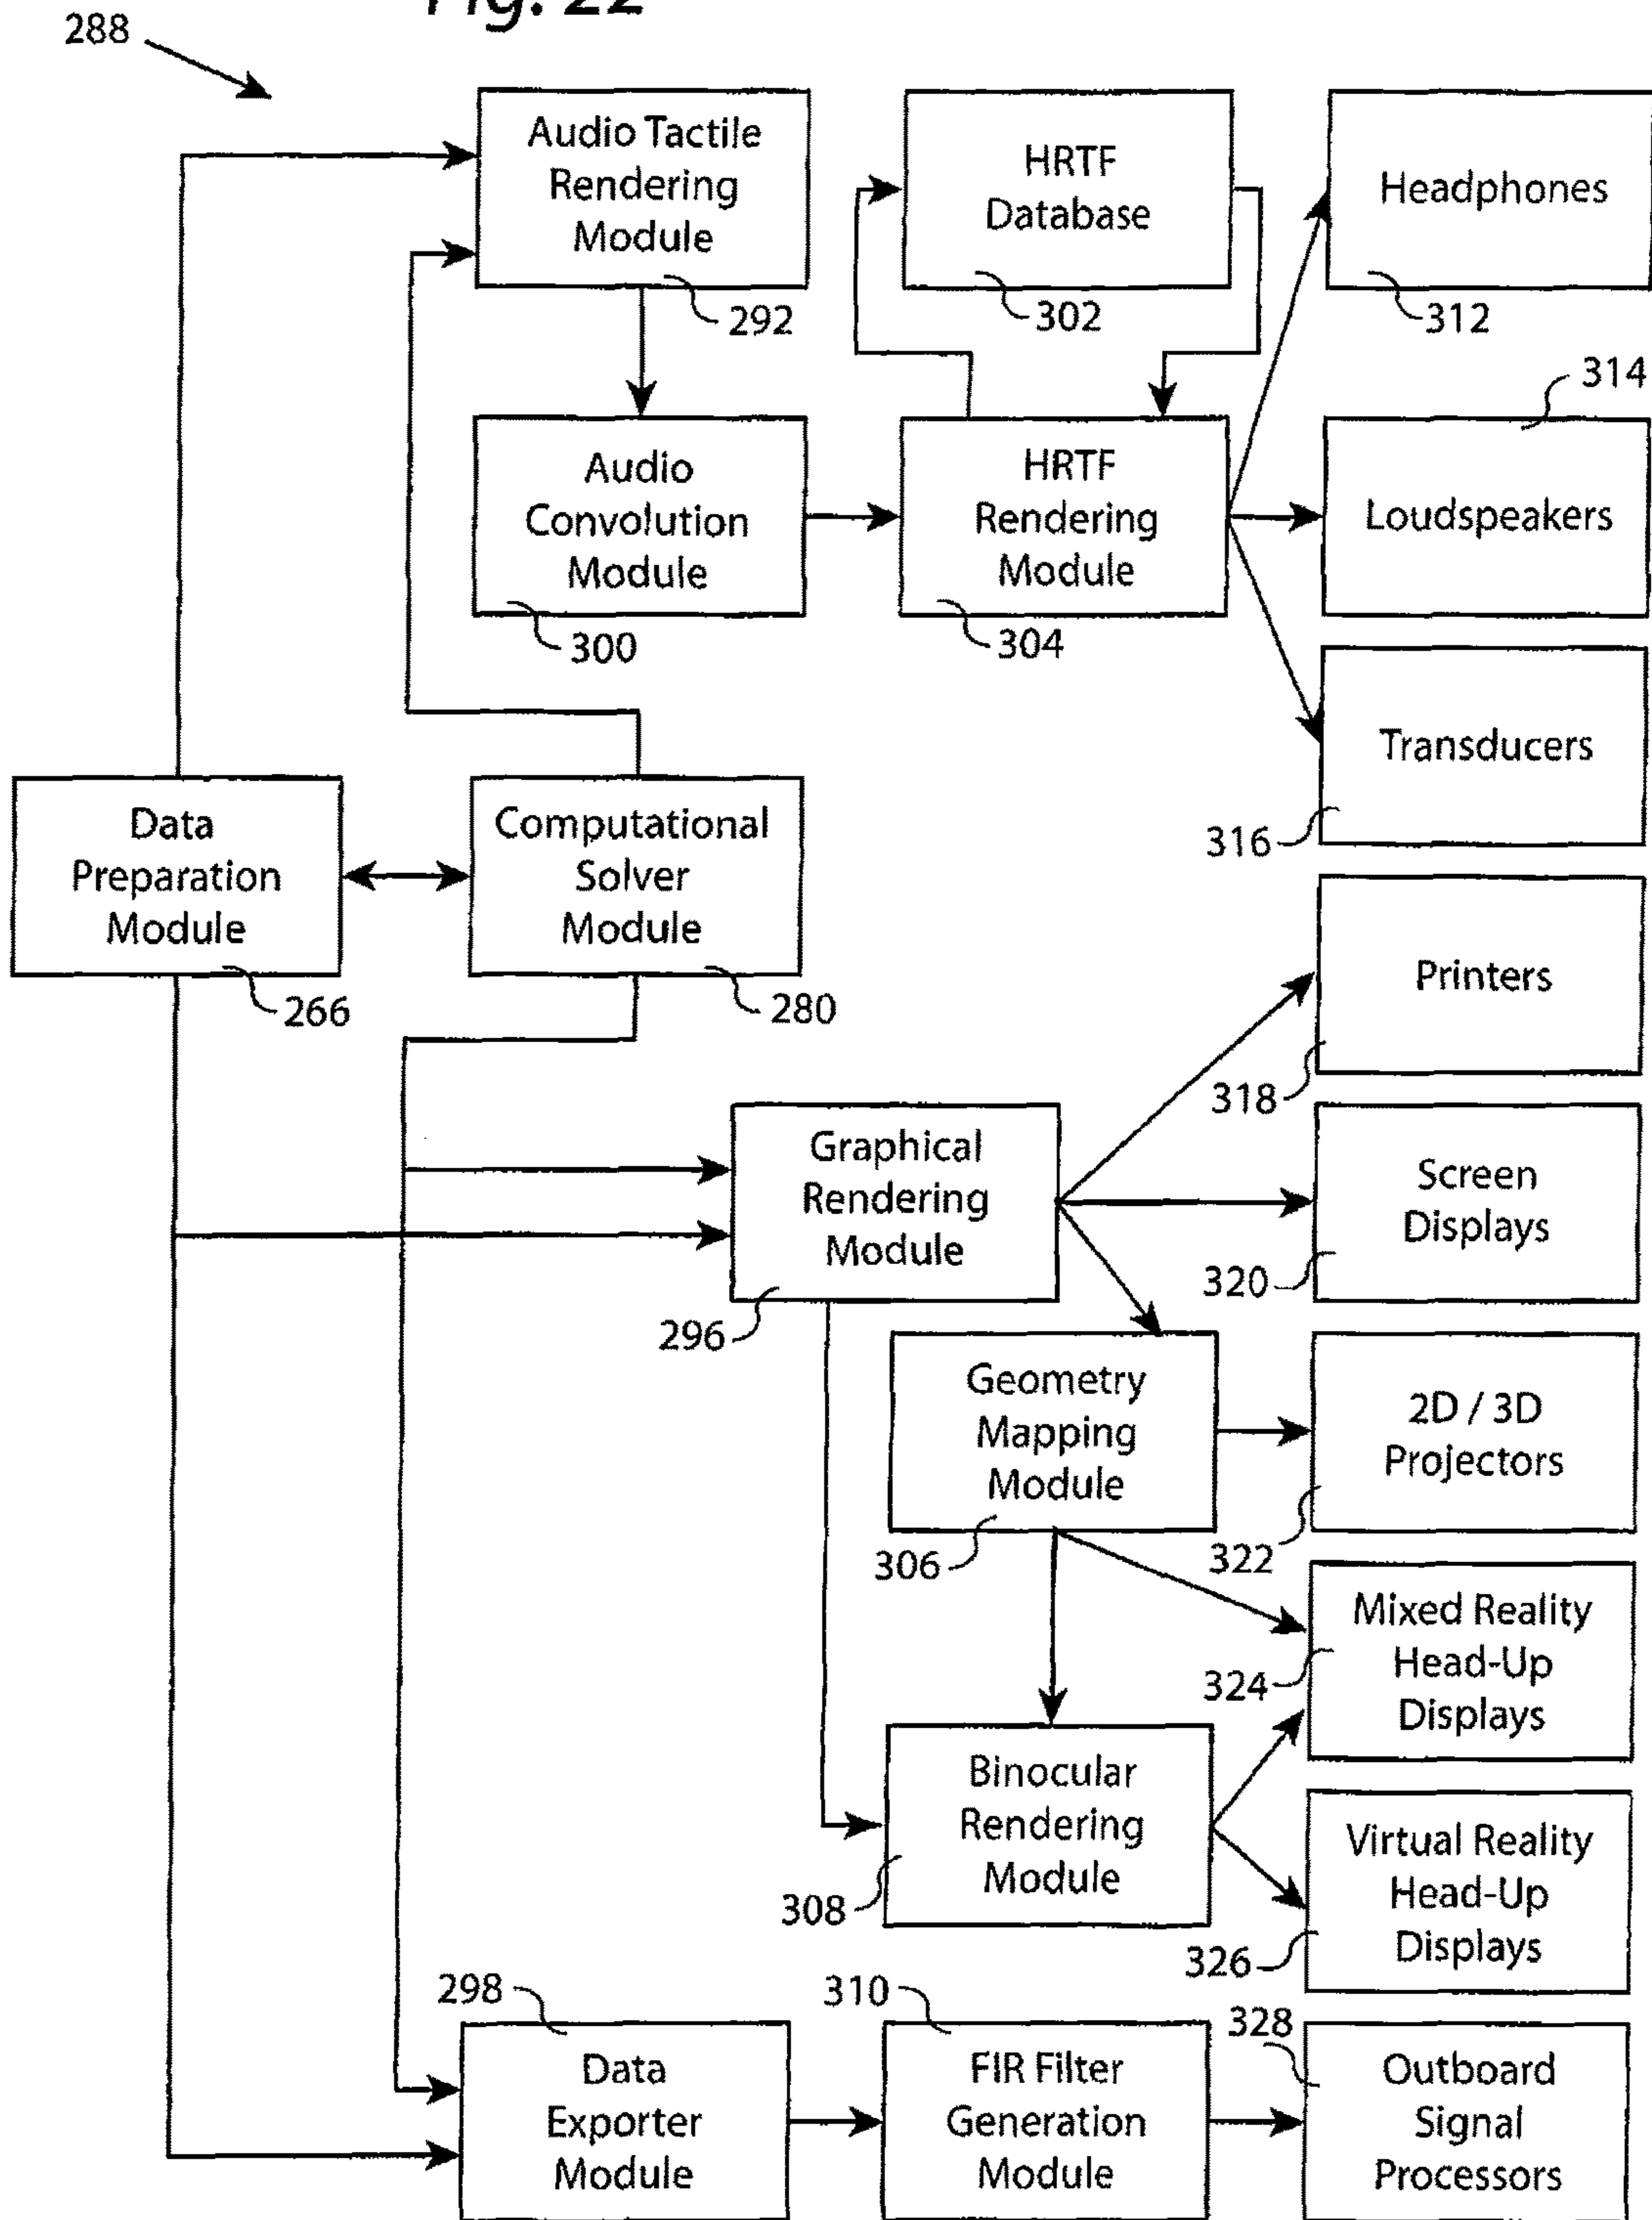 Fig. 22
288
Audio Tactile
Rendering
Module
292
HRTF
Database
302
Headphones
312
Audio
Convolution
Module
300
HRTF
Rendering
Module
304
314
Loudspeakers
Transducers
316
Data
Preparation
Module
266
Computational
Solver
Module
280
Printers
318
Graphical
Rendering
Module
296
Screen
Displays
320
Geometry
Mapping
Module
306
2D / 3D
Projectors
322
Mixed Reality
Head-Up
Displays
324
Binocular
Rendering
Module
308
Virtual Reality
Head-Up
Displays
326
298
Data
Exporter
Module
310
FIR Filter
Generation
Module
328
Outboard
Signal
Processors